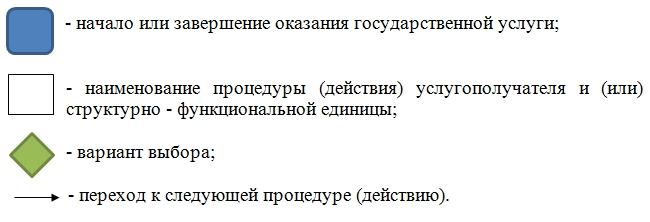 - начало или завершение оказания государственной услуги;
- наименование процедуры (действия) услугополучателя и (или)
структурно - функциональной единицы;
- вариант выбора;
- переход к следующей процедуре (действию).